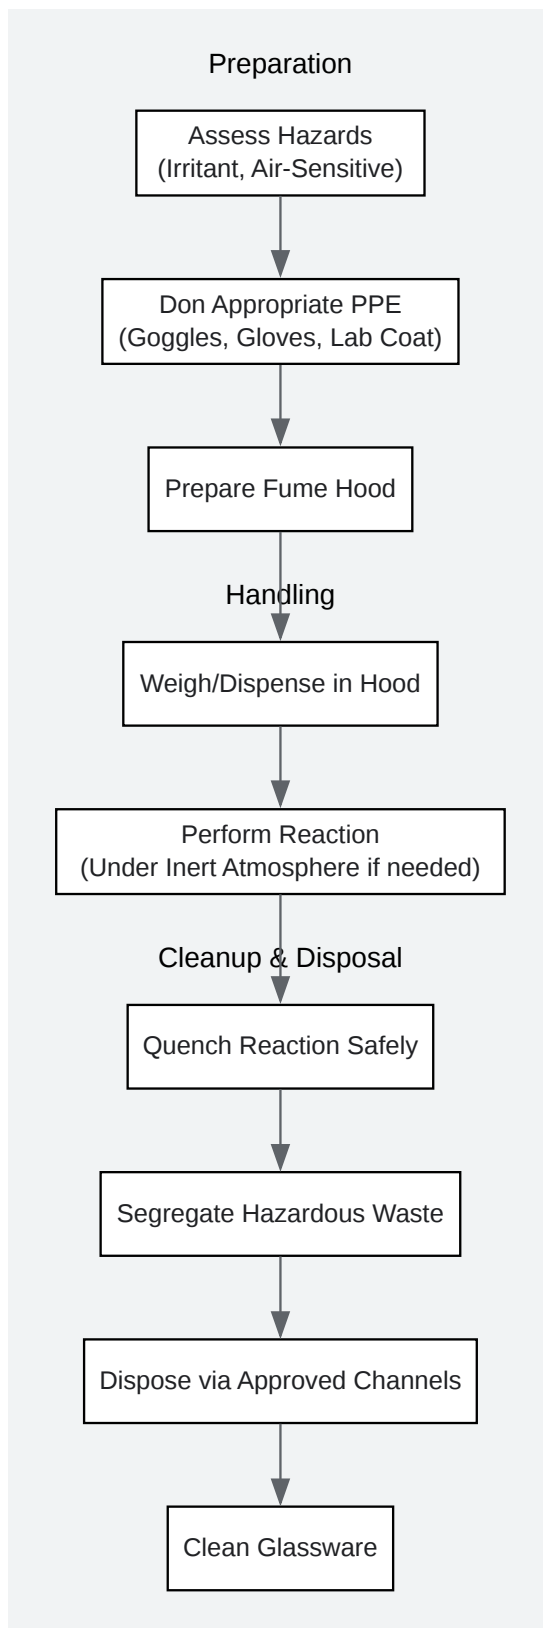 Preparation
Assess Hazards
(Irritant, Air-Sensitive)
Don Appropriate PPE
(Goggles, Gloves, Lab Coat)
Prepare Fume Hood
Handling
Weigh/Dispense in Hood
Perform Reaction
(Under Inert Atmosphere if needed)
Cleanup & Disposal
Quench Reaction Safely
Segregate Hazardous Waste
Dispose via Approved Channels
Clean Glassware